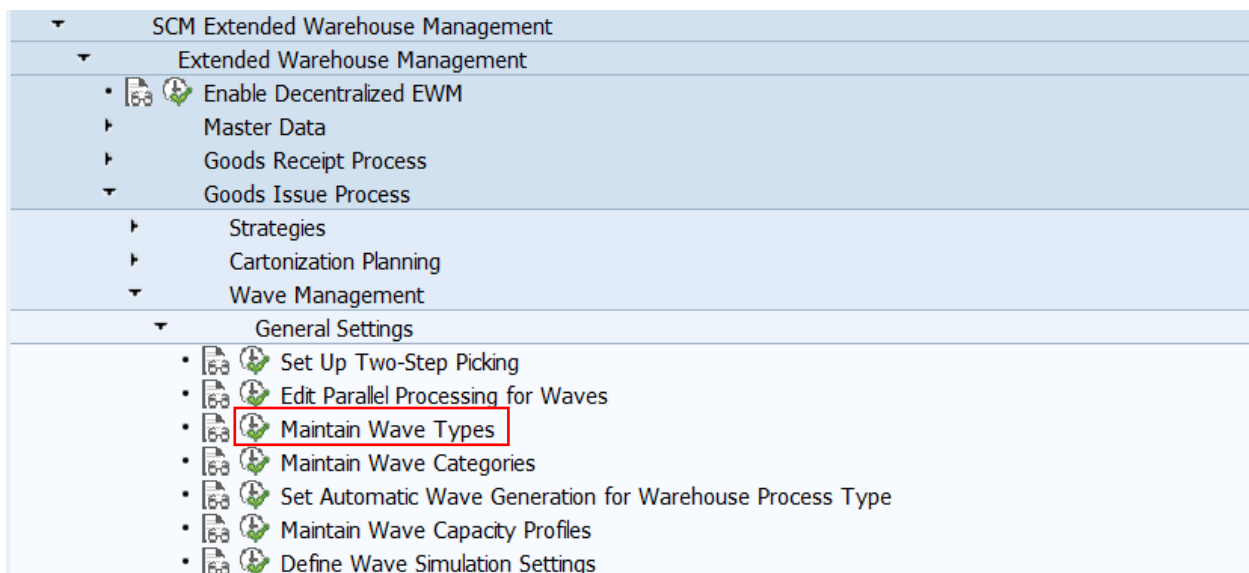 SCM Extended Warehouse Management
Extended Warehouse Management
Enable Decentralized EWM
Master Data
Goods Receipt Process
Goods Issue Process
Strategies
Cartonization Planning
Wave Management
General Settings
Set Up Two-Step Picking
Edit Parallel Processing for Waves
Maintain Wave Types
Maintain Wave Categories
Set Automatic Wave Generation for Warehouse Process Type
Maintain Wave Capacity Profiles
Define Wave Simulation Settings